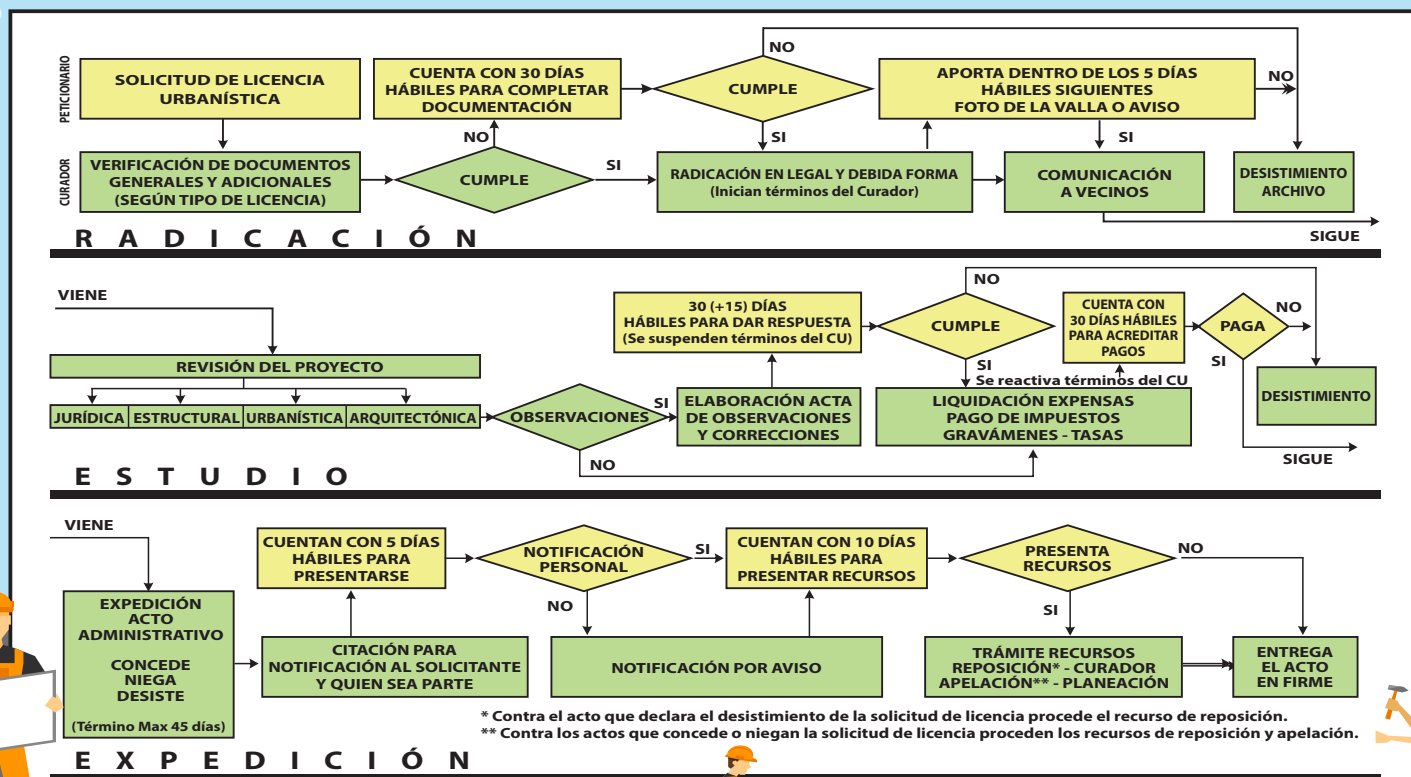 PETICIONARIO
SOLICITUD DE LICENCIA
URBANÍSTICA
CUENTA CON 30 DÍAS
HÁBILES PARA COMPLETAR
DOCUMENTACIÓN
NO
CUMPLE
APORTA DENTRO DE LOS 5 DÍAS
HÁBILES SIGUIENTES
FOTO DE LA VALLA O AVISO
NO
NO
SI
SI
CURADOR
VERIFICACIÓN DE DOCUMENTOS
GENERALES Y ADICIONALES
(SEGÚN TIPO DE LICENCIA)
CUMPLE
SI
RADICACIÓN EN LEGAL Y DEBIDA FORMA
(Inician términos del Curador)
COMUNICACIÓN
A VECINOS
DESISTIMIENTO
ARCHIVO
SIGUE
RADICACIÓN
VIENE
REVISIÓN DEL PROYECTO
JURÍDICA
ESTRUCTURAL
URBANÍSTICA
ARQUITECTÓNICA
OBSERVACIONES
SI
NO
30 (+15) DÍAS
HÁBILES PARA DAR RESPUESTA
(Se suspenden términos del CU)
ELABORACIÓN ACTA
DE OBSERVACIONES
Y CORRECCIONES
CUMPLE
NO
SI
Se reactiva términos del CU
LIQUIDACIÓN EXPENSAS
PAGO DE IMPUESTOS
GRAVÁMENES - TASAS
CUENTA CON
30 DÍAS HÁBILES
PARA ACREDITAR
PAGOS
PAGA
NO
SI
DESISTIMIENTO
SIGUE
ESTUDIO
VIENE
EXPEDICIÓN
ACTO
ADMINISTRATIVO
CONCEDE
NIEGA
DESISTE
(Término Max 45 días)
CUENTAN CON 5 DÍAS
HÁBILES PARA
PRESENTARSE
CITACIÓN PARA
NOTIFICACIÓN AL SOLICITANTE
Y QUIEN SEA PARTE
NOTIFICACIÓN
PERSONAL
SI
NO
NOTIFICACIÓN POR AVISO
CUENTAN CON 10 DÍAS
HÁBILES PARA
PRESENTAR RECURSOS
PRESENTA
RECURSOS
NO
SI
TRÁMITE RECURSOS
REPOSICIÓN* - CURADOR
APELACIÓN** - PLANEACIÓN
ENTREGA
EL ACTO
EN FIRME
* Contra el acto que declara el desistimiento de la solicitud de licencia procede el recurso de reposición.
** Contra los actos que concede o niegan la solicitud de licencia proceden los recursos de reposición y apelación.
EXPEDICIÓN